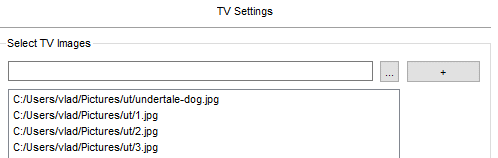 TV Settings
Select TV Images
... +
C:/Users/vlad/Pictures/ut/undertale-dog.jpg
C:/Users/vlad/Pictures/ut/1.jpg
C:/Users/vlad/Pictures/ut/2.jpg
C:/Users/vlad/Pictures/ut/3.jpg